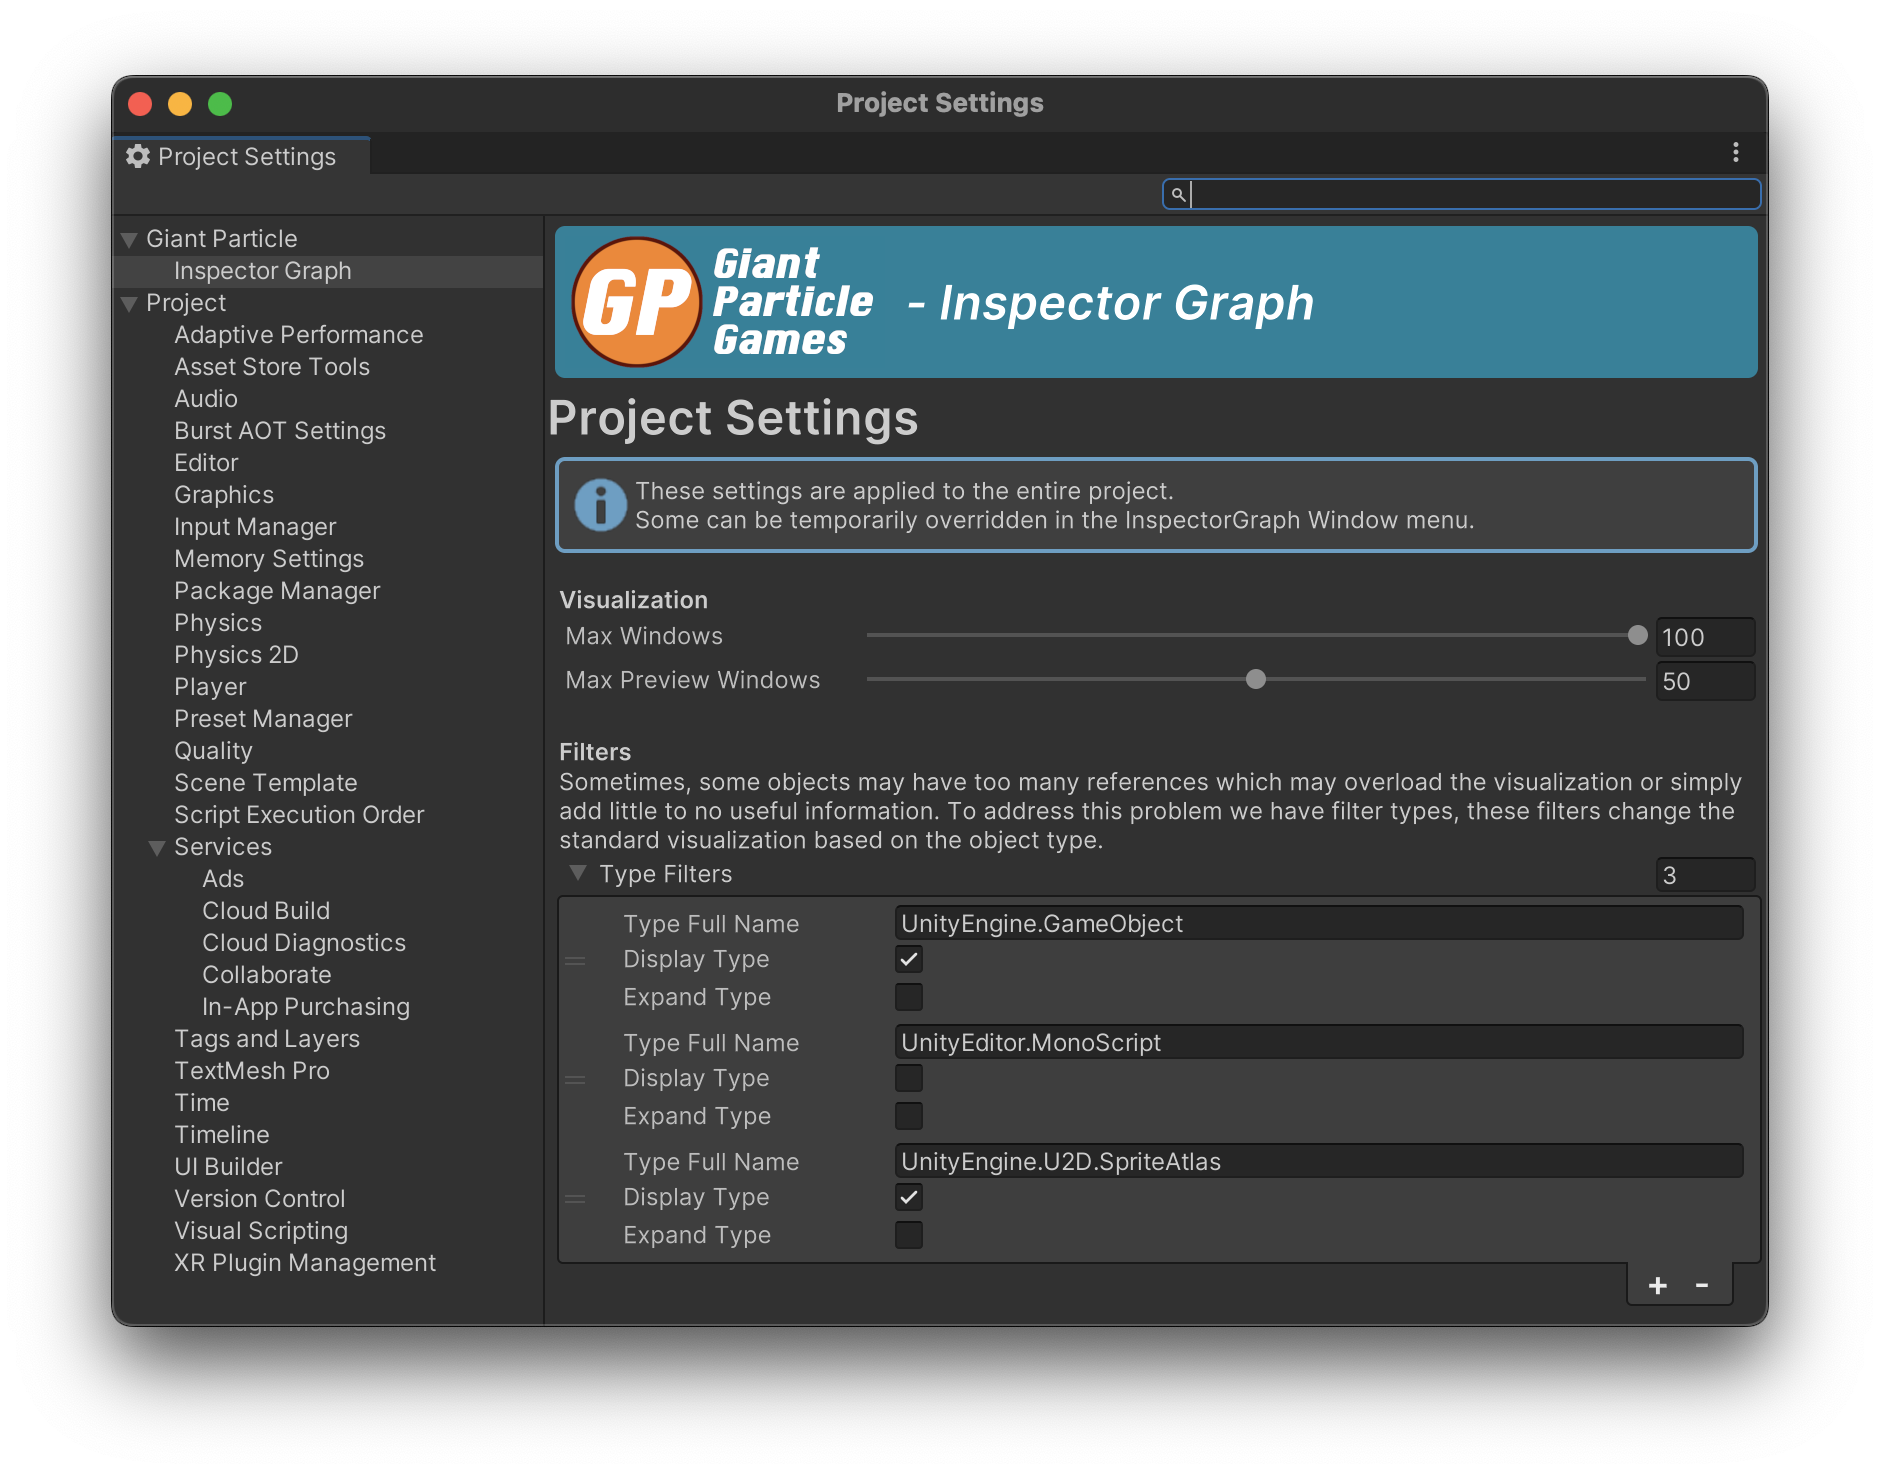 Project Settings
Project Settings
Giant Particle
Inspector Graph
Project
Adaptive Performance
Asset Store Tools
Audio
Burst AOT Settings
Editor
Graphics
Input Manager
Memory Settings
Package Manager
Physics
Physics 2D
Player
Preset Manager
Quality
Scene Template
Script Execution Order
Services
Ads
Cloud Build
Cloud Diagnostics
Collaborate
In-App Purchasing
Tags and Layers
TextMesh Pro
Time
Timeline
UI Builder
Version Control
Visual Scripting
XR Plugin Management
GP
Giant
Particle
Games
- Inspector Graph
Project Settings
These settings are applied to the entire project.
Some can be temporarily overridden in the InspectorGraph Window menu.
Visualization
Max Windows 100
Max Preview Windows 50
Filters
Sometimes, some objects may have too many references which may overload the visualization or simply
add little to no useful information. To address this problem we have filter types, these filters change the
standard visualization based on the object type.
Type Filters 3
Type Full Name UnityEngine.GameObject
Display Type
Expand Type
Type Full Name UnityEditor.MonoScript
Display Type
Expand Type
Type Full Name UnityEngine.U2D.SpriteAtlas
Display Type
Expand Type
+ -